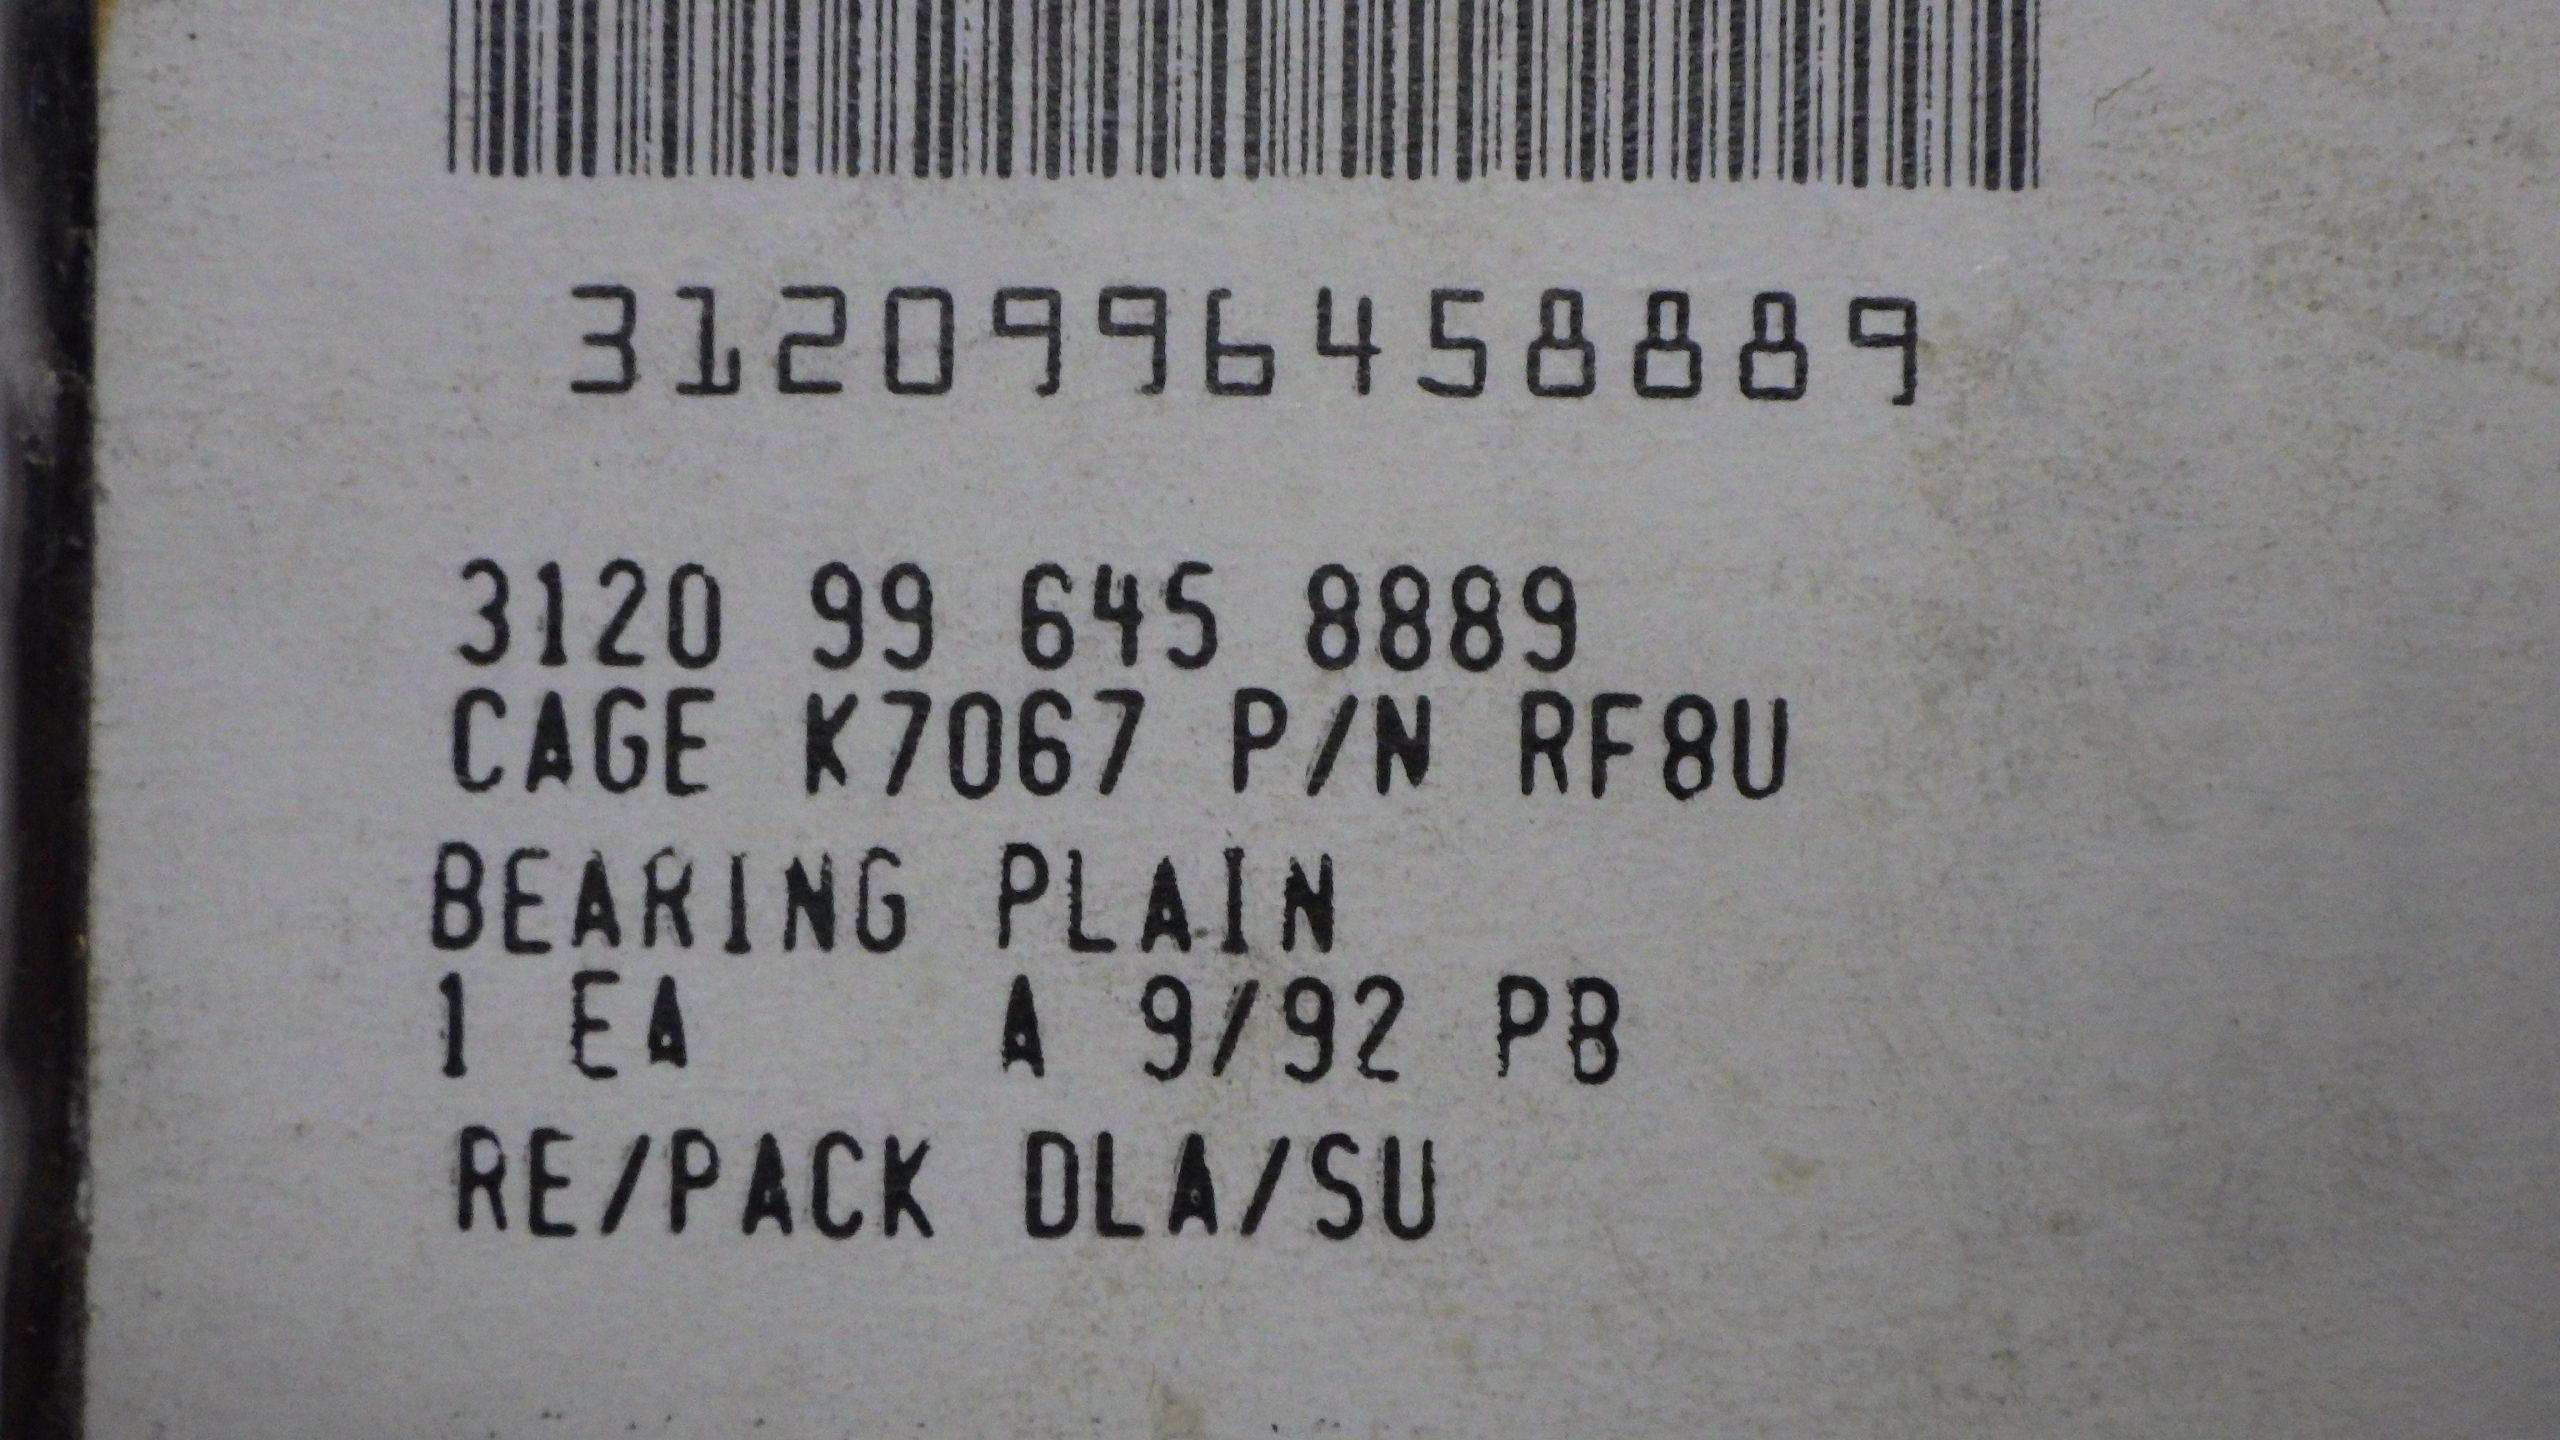 3120996458889
3120 99 645 8889
CAGE K7067 P/N RF8U
BEARING PLAIN
1 EA A 9/92 PB
RE/PACK DLA/SU